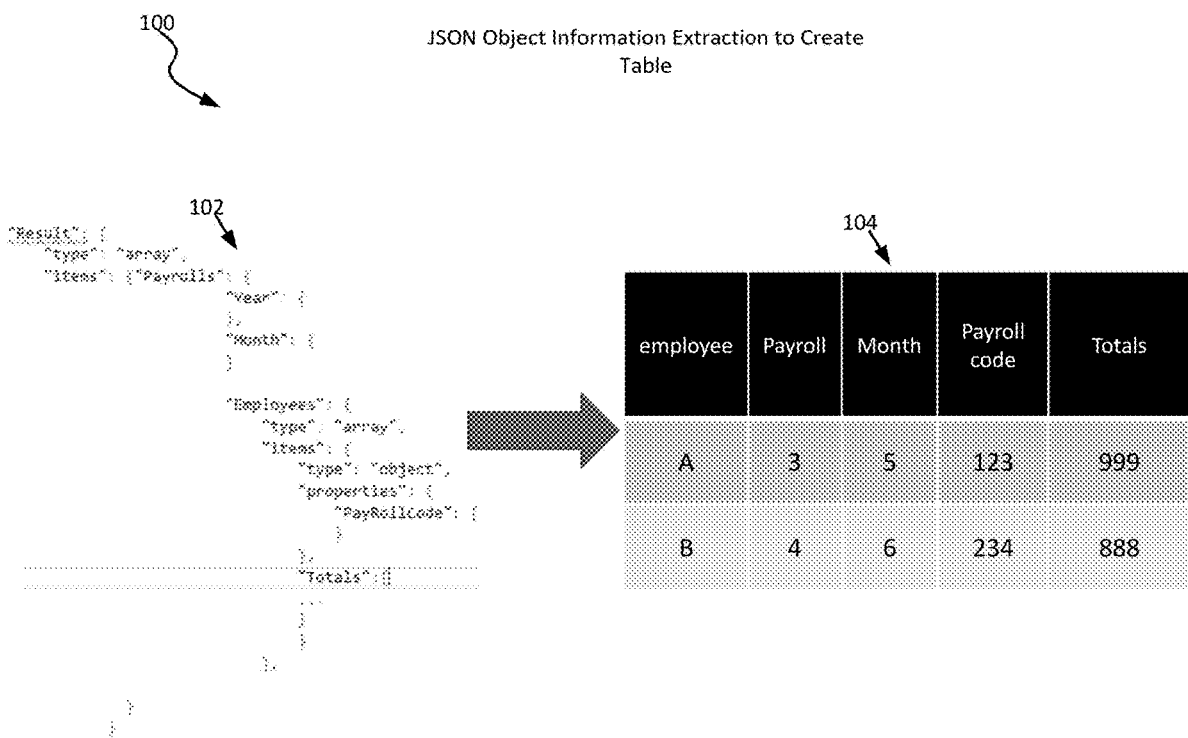 100
JSON Object Information Extraction to Create
Table
102
"Result": {
"type": "array",
"items": {"Payrolls": {
"Year": {
},
"Month": {
}
"Employees": {
"type": "array",
"items": {
"type": "object",
"properties": {
"PayRollCode": {
}
},
"Totals":{
...
}
}
},
}
}
104
employee Payroll Month Payroll code Totals
A 3 5 123 999
B 4 6 234 888